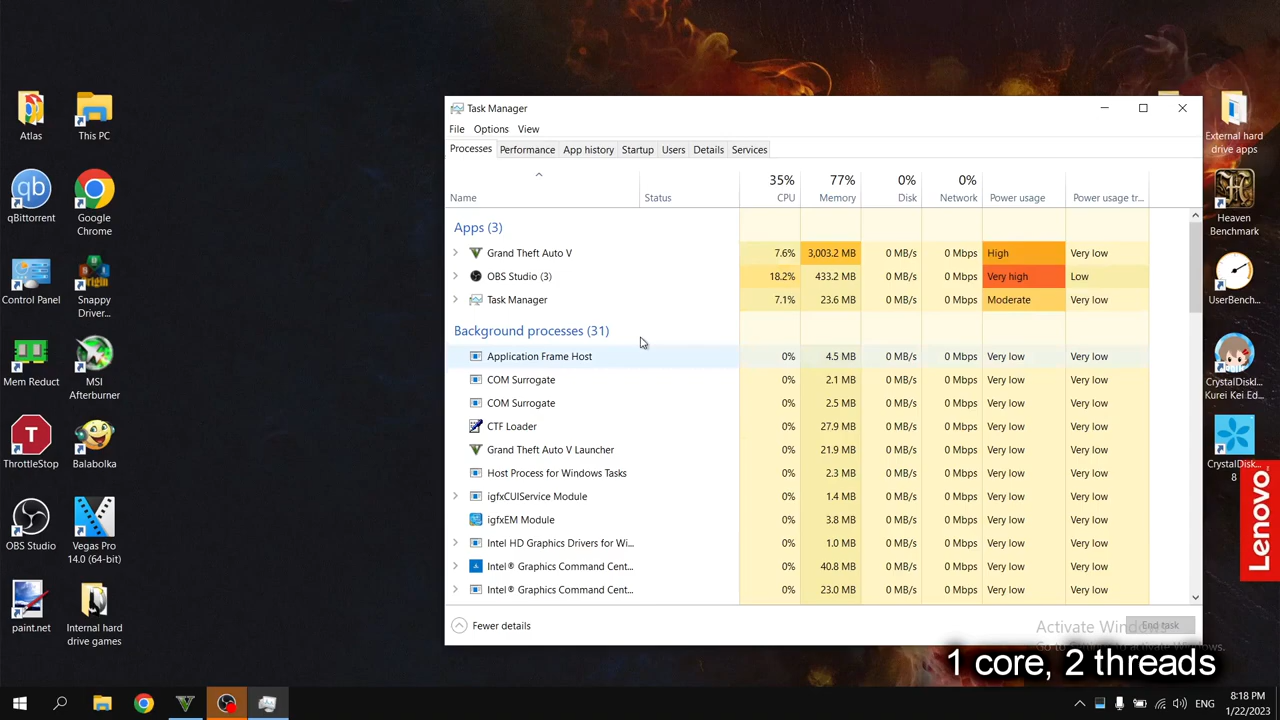 Atlas
This PC
qBittorrent
Google
Chrome
Control Panel
Snappy
Driver...
Mem Reduct
MSI
Afterburner
ThrottleStop
Balabolka
OBS Studio
Vegas Pro
14.0 (64-bit)
paint.net
Internal hard
drive games
Task Manager
File Options View
Processes Performance App history Startup Users Details Services
35% 77% 0% 0%
Name Status CPU Memory Disk Network Power usage Power usage tr...
Apps (3)
Grand Theft Auto V 7.6% 3,003.2 MB 0 MB/s 0 Mbps High Very low
OBS Studio (3) 18.2% 433.2 MB 0 MB/s 0 Mbps Very high Low
Task Manager 7.1% 23.6 MB 0 MB/s 0 Mbps Moderate Very low
Background processes (31)
Application Frame Host 0% 4.5 MB 0 MB/s 0 Mbps Very low Very low
COM Surrogate 0% 2.1 MB 0 MB/s 0 Mbps Very low Very low
COM Surrogate 0% 2.5 MB 0 MB/s 0 Mbps Very low Very low
CTF Loader 0% 27.9 MB 0 MB/s 0 Mbps Very low Very low
Grand Theft Auto V Launcher 0% 21.9 MB 0 MB/s 0 Mbps Very low Very low
Host Process for Windows Tasks 0% 2.3 MB 0 MB/s 0 Mbps Very low Very low
igfxCUIService Module 0% 1.4 MB 0 MB/s 0 Mbps Very low Very low
igfxEM Module 0% 3.8 MB 0 MB/s 0 Mbps Very low Very low
Intel HD Graphics Drivers for Wi... 0% 1.0 MB 0 MB/s 0 Mbps Very low Very low
Intel® Graphics Command Cent... 0% 40.8 MB 0 MB/s 0 Mbps Very low Very low
Intel® Graphics Command Cent... 0% 23.0 MB 0 MB/s 0 Mbps Very low Very low
Fewer details
End task
External hard
drive apps
Heaven
Benchmark
UserBench...
CrystalDiskI...
Kurei Kei Ed...
CrystalDisk...
8
Lenovo
Activate Windows
1 core, 2 threads
ENG
8:18 PM
1/22/2023